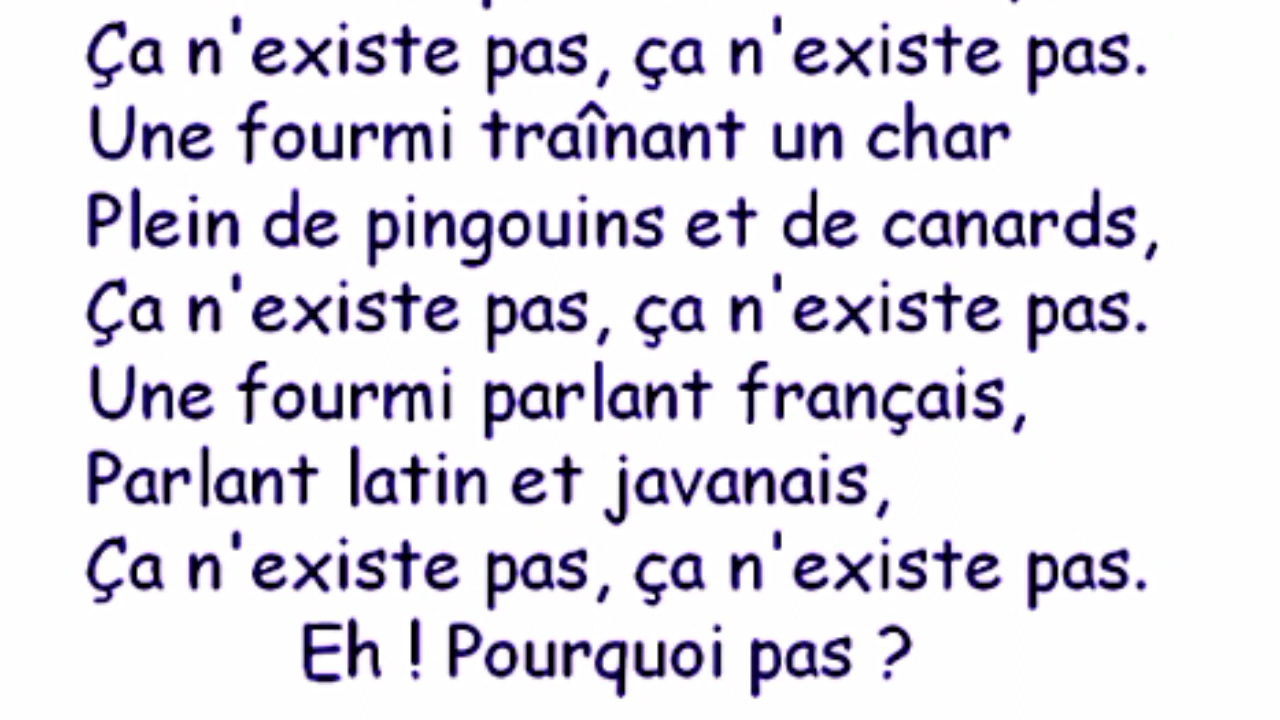 Ça n'existe pas, ça n'existe pas.
Une fourmi traînant un char
Plein de pingouins et de canards,
Ça n'existe pas, ça n'existe pas.
Une fourmi parlant français,
Parlant latin et javanais,
Ça n'existe pas, ça n'existe pas.
Eh ! Pourquoi pas ?